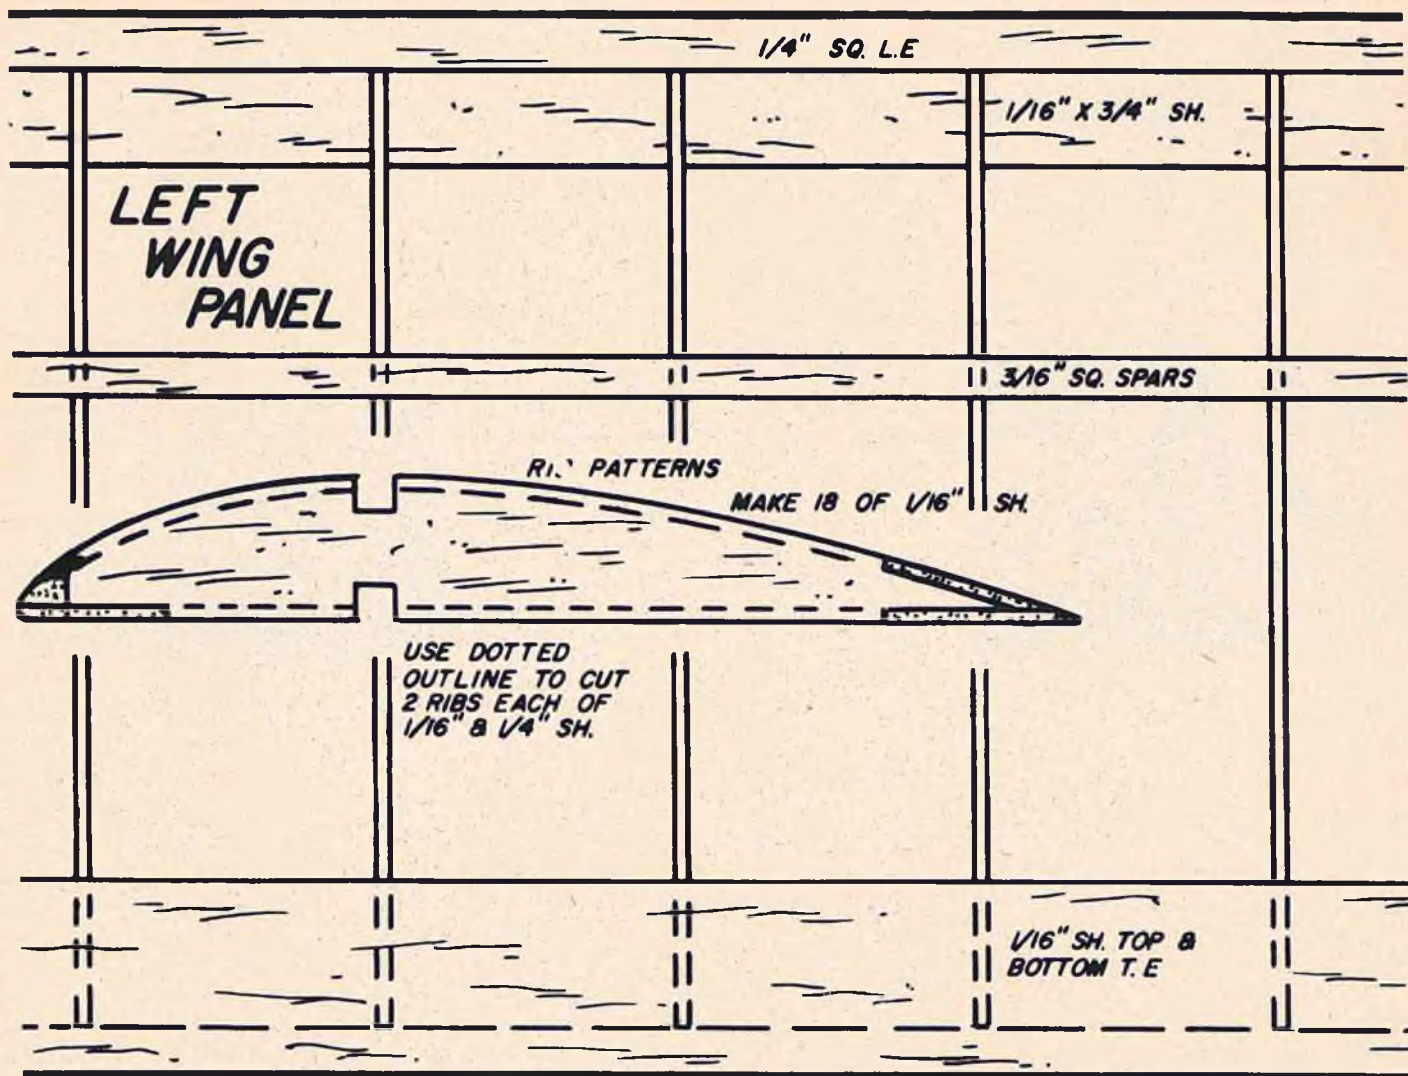 1/4" SQ. L.E
1/16" X 3/4" SH.
LEFT
WING
PANEL
3/16" SQ. SPARS
PATTERNS
MAKE 18 OF 1/16" SH.
USE DOTTED
OUTLINE TO CUT
2 RIBS EACH OF
1/16" & 1/4" SH.
1/16" SH. TOP &
BOTTOM T.E